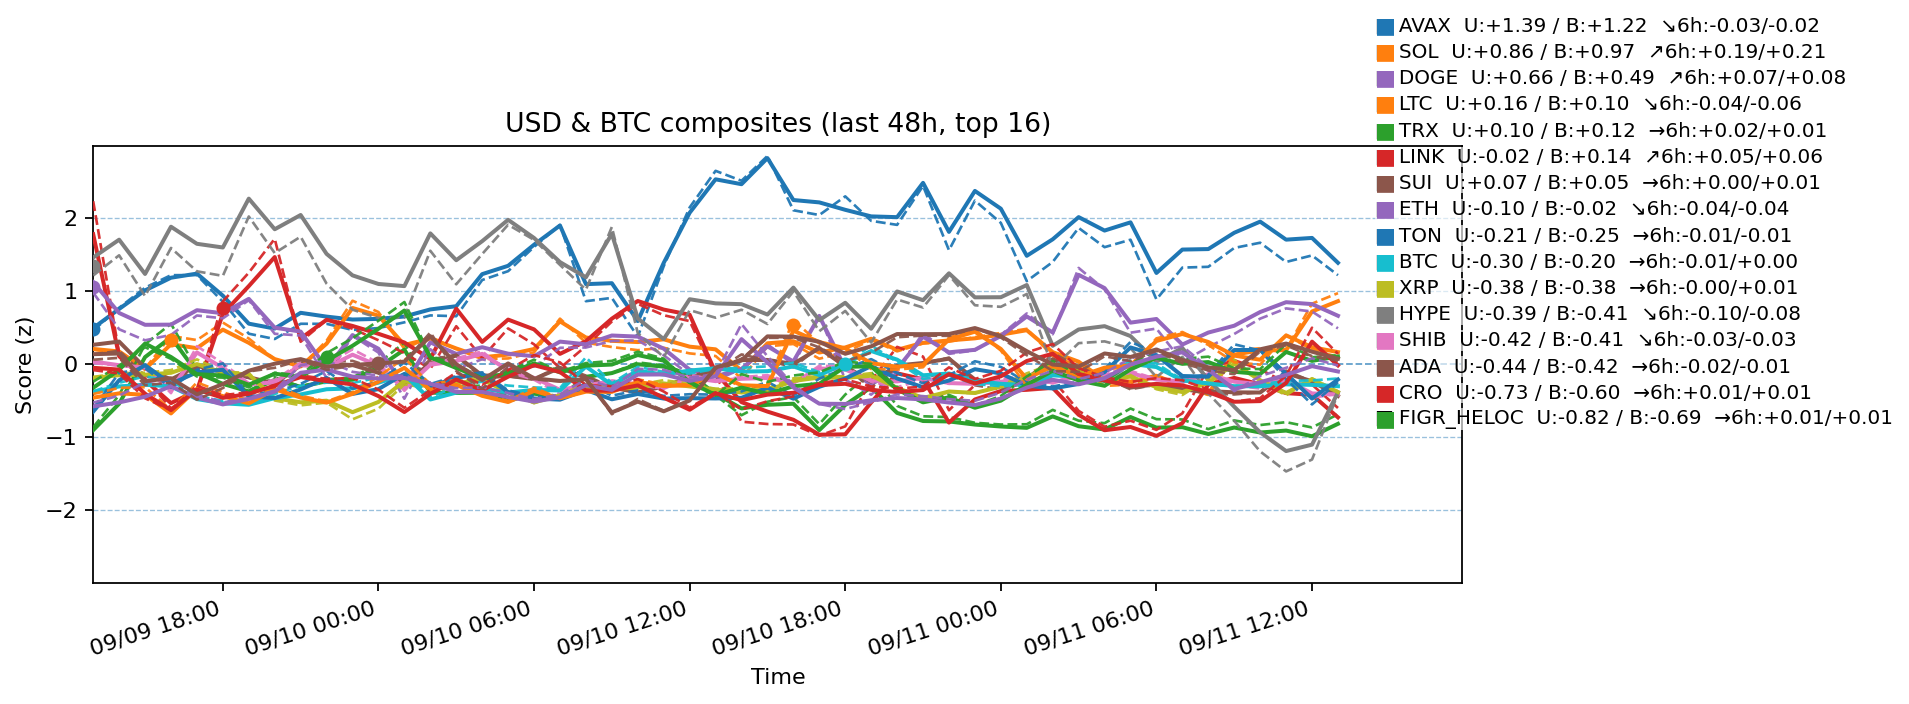 AVAX  U:+1.39 / B:+1.22  ↘6h:-0.03/-0.02
SOL  U:+0.86 / B:+0.97  ↗6h:+0.19/+0.21
DOGE  U:+0.66 / B:+0.49  ↗6h:+0.07/+0.08
LTC  U:+0.16 / B:+0.10  ↘6h:-0.04/-0.06
TRX  U:+0.10 / B:+0.12  →6h:+0.02/+0.01
LINK  U:-0.02 / B:+0.14  ↗6h:+0.05/+0.06
SUI  U:+0.07 / B:+0.05  →6h:+0.00/+0.01
ETH  U:-0.10 / B:-0.02  ↘6h:-0.04/-0.04
TON  U:-0.21 / B:-0.25  →6h:-0.01/-0.01
BTC  U:-0.30 / B:-0.20  →6h:-0.01/+0.00
XRP  U:-0.38 / B:-0.38  →6h:-0.00/+0.01
HYPE  U:-0.39 / B:-0.41  ↘6h:-0.10/-0.08
SHIB  U:-0.42 / B:-0.41  ↘6h:-0.03/-0.03
ADA  U:-0.44 / B:-0.42  →6h:-0.02/-0.01
CRO  U:-0.73 / B:-0.60  →6h:+0.01/+0.01
FIGR_HELOC  U:-0.82 / B:-0.69  →6h:+0.01/+0.01
USD & BTC composites (last 48h, top 16)
Score (z)
2
1
0
−1
−2
09/09 18:00
09/10 00:00
09/10 06:00
09/10 12:00
09/10 18:00
09/11 00:00
09/11 06:00
09/11 12:00
Time